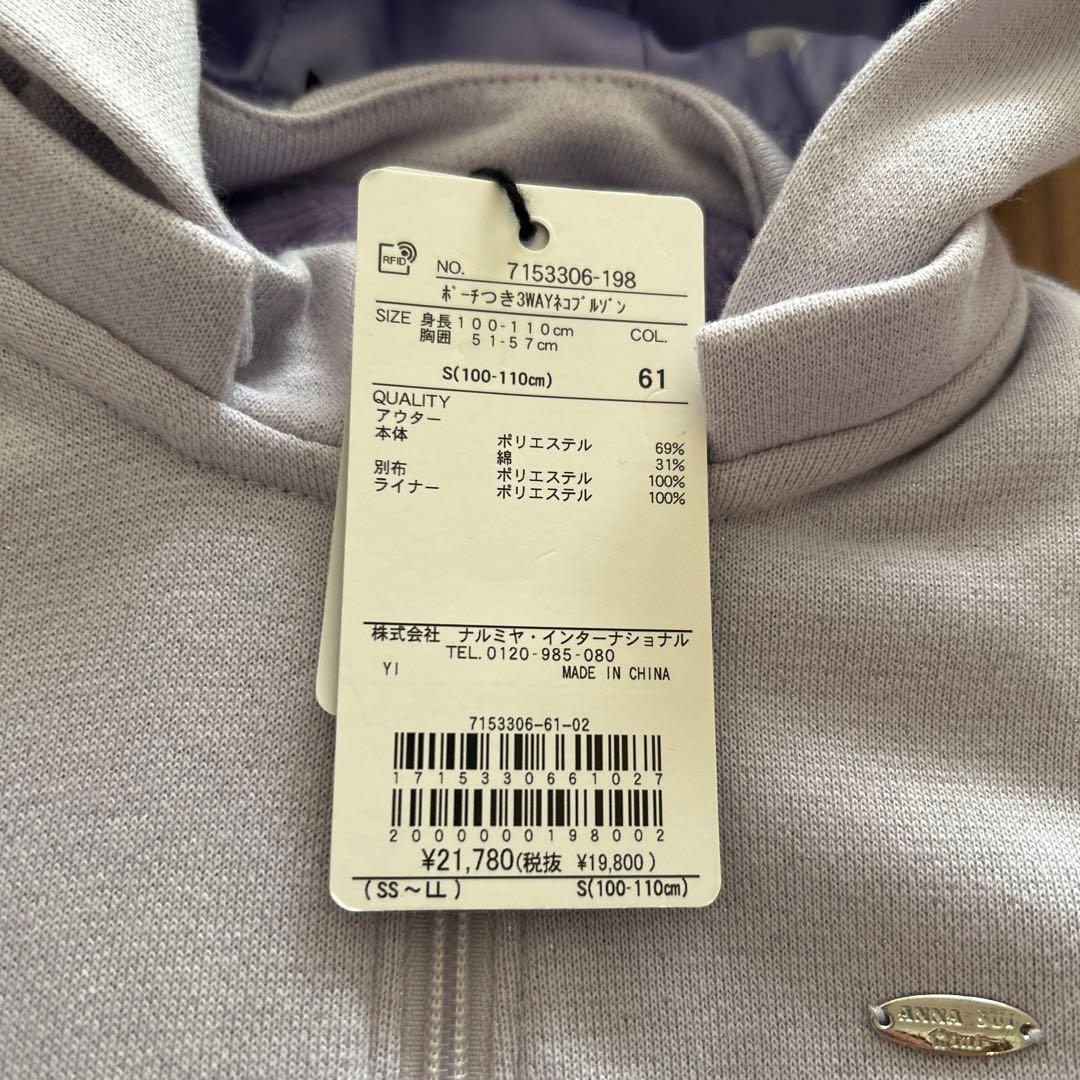 RFID
NO. 7153306-198
ﾎﾟｰﾁつき3WAYﾈｺﾌﾞﾙｿﾞﾝ
SIZE 身長100-110cm COL.
胸囲 51-57cm
S(100-110cm) 61
QUALITY
アウター
本体 ポリエステル 69%
綿 31%
別布 ポリエステル 100%
ライナー ポリエステル 100%
株式会社 ナルミヤ・インターナショナル
TEL.0120-985-080
YI MADE IN CHINA
7153306-61-02
1715330661027
2000000198002
¥21,780(税抜 ¥19,800)
(SS~LL) S(100-110cm)
ANNA SUI
mini